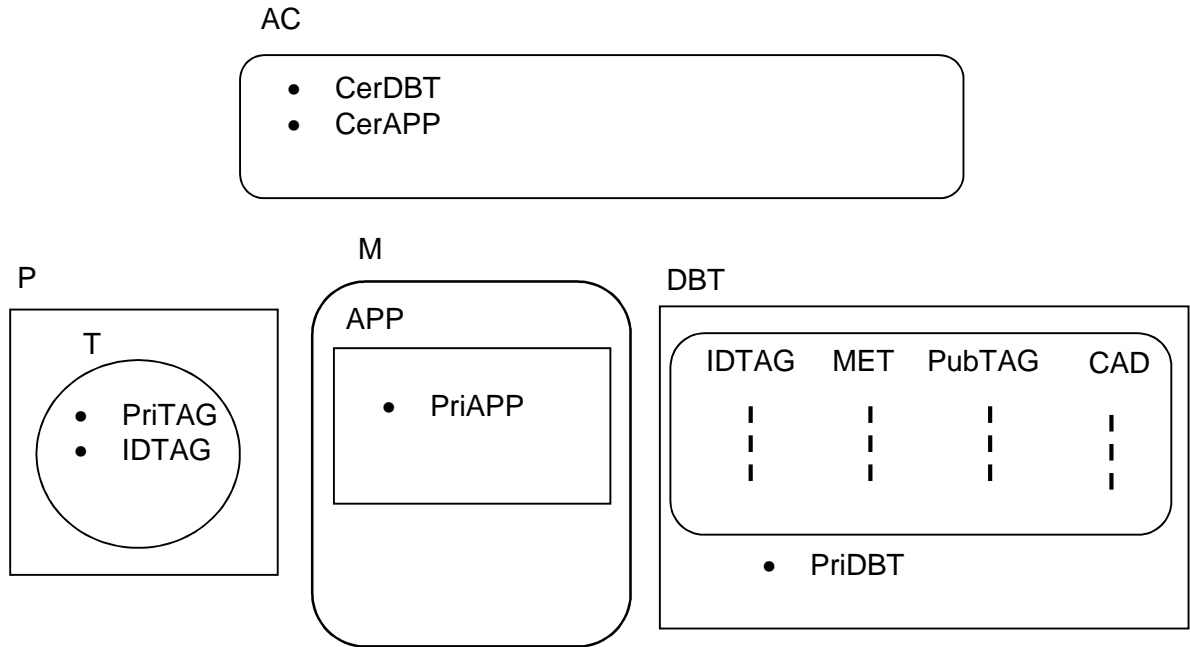 AC
• CerDBT
• CerAPP
M
P
DBT
APP
T
IDTAG MET PubTAG CAD
• PriTAG
• IDTAG
• PriAPP
• PriDBT